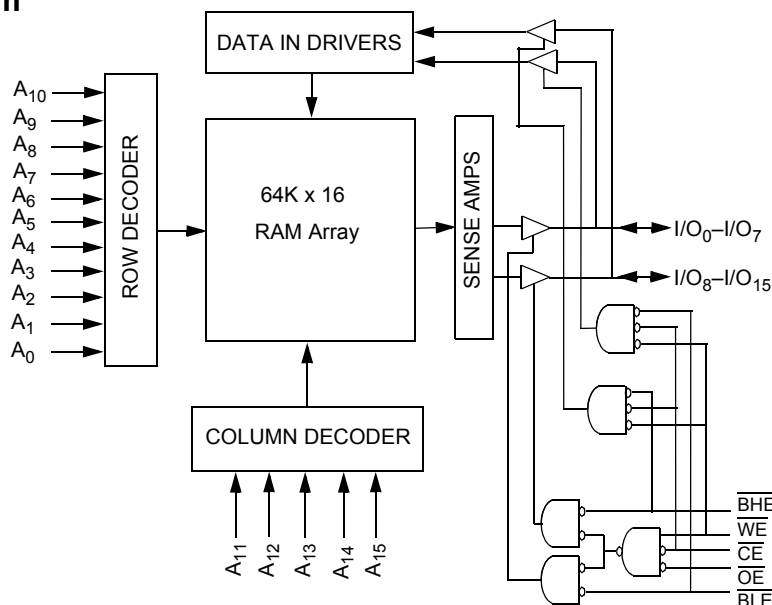 DATA IN DRIVERS
A10
A9
A8
A7
A6
A5
A4
A3
A2
A1
A0
ROW DECODER
64K x 16
RAM Array
SENSE AMPS
I/O0–I/O7
I/O8–I/O15
COLUMN DECODER
A11
A12
A13
A14
A15
BHE
WE
CE
OE
BLE